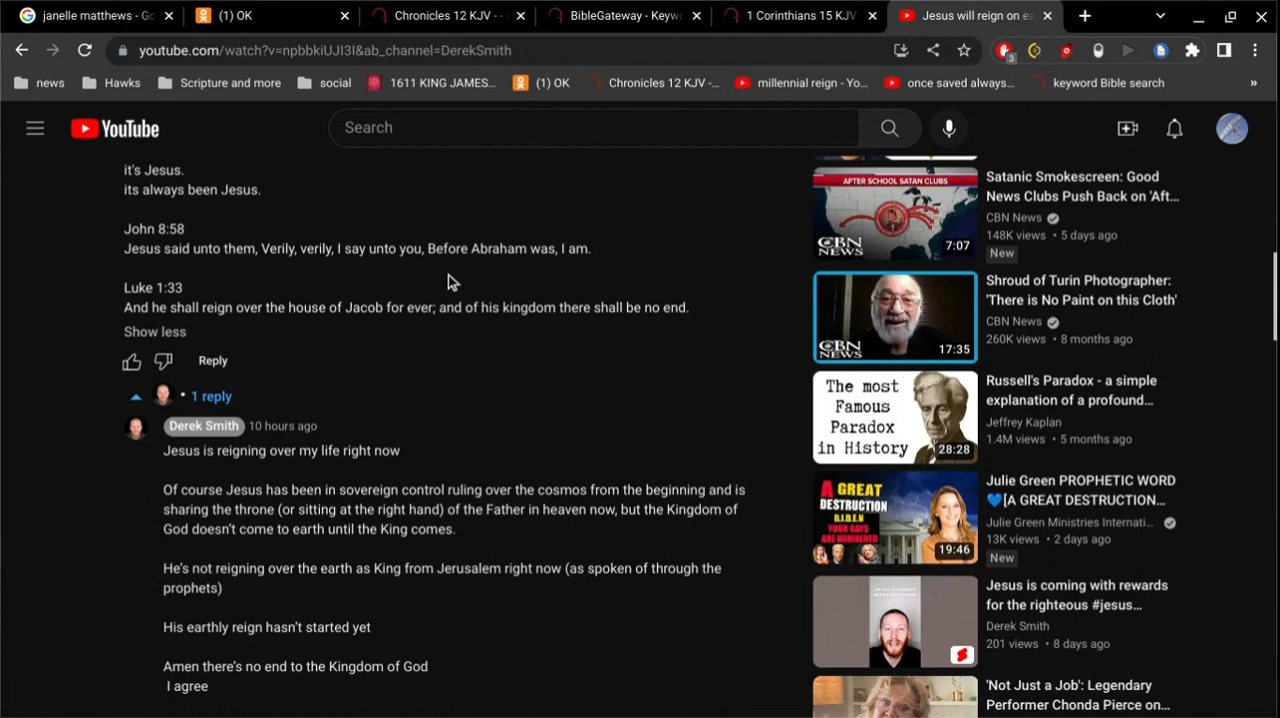 janelle matthews - Go
(1) OK
Chronicles 12 KJV - -
BibleGateway - Keyw
1 Corinthians 15 KJV
Jesus will reign on ea
youtube.com/watch?v=npbbkiUJI3I&ab_channel=DerekSmith
3
news
Hawks
Scripture and more
social
1611 KING JAMES...
(1) OK
Chronicles 12 KJV -...
millennial reign - Yo...
once saved always...
keyword Bible search
»
YouTube
Search
it's Jesus.
its always been Jesus.
John 8:58
Jesus said unto them, Verily, verily, I say unto you, Before Abraham was, I am.
Luke 1:33
And he shall reign over the house of Jacob for ever; and of his kingdom there shall be no end.
Show less
Reply
1 reply
Derek Smith 10 hours ago
Jesus is reigning over my life right now
Of course Jesus has been in sovereign control ruling over the cosmos from the beginning and is
sharing the throne (or sitting at the right hand) of the Father in heaven now, but the Kingdom of
God doesn't come to earth until the King comes.
He's not reigning over the earth as King from Jerusalem right now (as spoken of through the
prophets)
His earthly reign hasn't started yet
Amen there's no end to the Kingdom of God
I agree
AFTER SCHOOL SATAN CLUBS
CBN
NEWS
7:07
Satanic Smokescreen: Good
News Clubs Push Back on 'Aft...
CBN News
148K views • 5 days ago
New
CBN
NEWS
17:35
Shroud of Turin Photographer:
'There is No Paint on this Cloth'
CBN News
260K views • 8 months ago
The most
Famous
Paradox
in History
28:28
Russell's Paradox - a simple
explanation of a profound...
Jeffrey Kaplan
1.4M views • 5 months ago
A GREAT
DESTRUCTION
B.I.D.E.N
YOUR DAYS
ARE NUMBERED
19:46
Julie Green PROPHETIC WORD
[A GREAT DESTRUCTION...
Julie Green Ministries Internati...
13K views • 2 days ago
New
Jesus is coming with rewards
for the righteous #jesus...
Derek Smith
201 views • 8 days ago
'Not Just a Job': Legendary
Performer Chonda Pierce on...